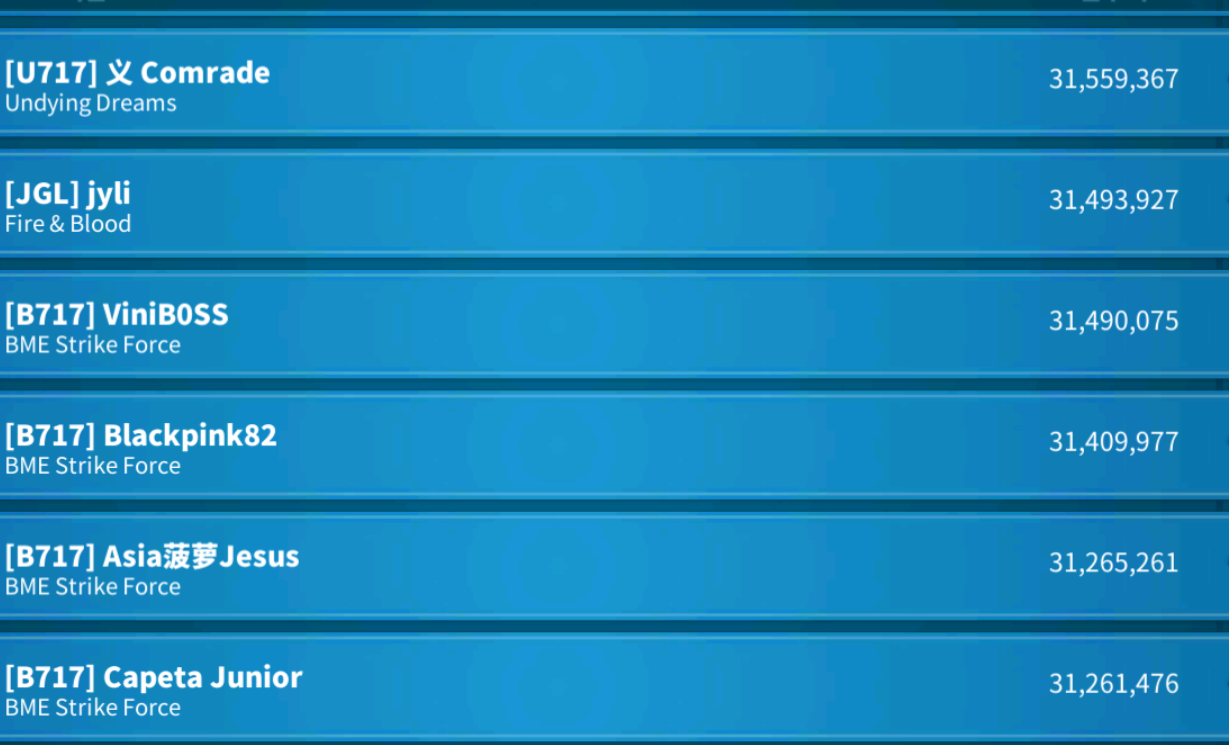 [U717] 义 Comrade
31,559,367
Undying Dreams
[JGL] jyli
31,493,927
Fire & Blood
[B717] ViniB0SS
31,490,075
BME Strike Force
[B717] Blackpink82
31,409,977
BME Strike Force
[B717] Asia菠萝Jesus
31,265,261
BME Strike Force
[B717] Capeta Junior
31,261,476
BME Strike Force